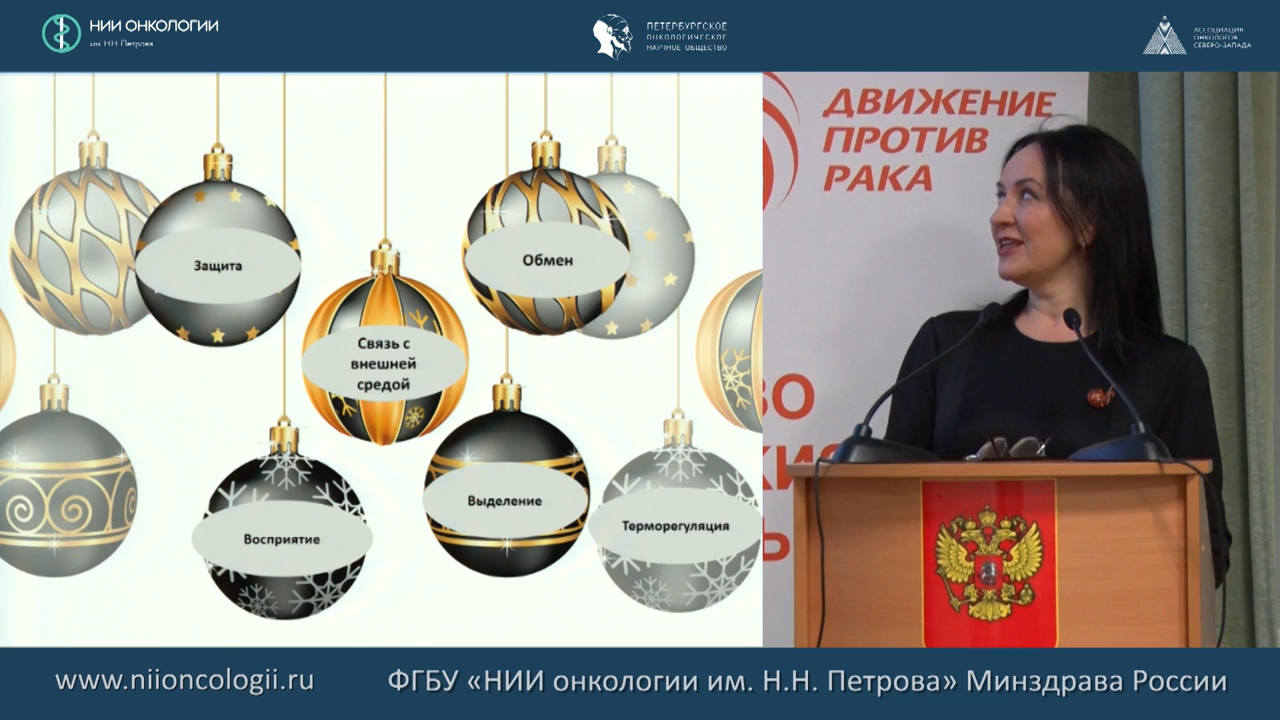 НИИ ОНКОЛОГИИ
им. Н.Н. Петрова
ПЕТЕРБУРГСКОЕ
ОНКОЛОГИЧЕСКОЕ
НАУЧНОЕ ОБЩЕСТВО
АССОЦИАЦИЯ
ОНКОЛОГОВ
СЕВЕРО-ЗАПАДА
Защита
Обмен
Связь с
внешней
средой
Выделение
Восприятие
Терморегуляция
ДВИЖЕНИЕ
ПРОТИВ
РАКА
www.niioncologii.ru
ФГБУ «НИИ онкологии им. Н.Н. Петрова» Минздрава России